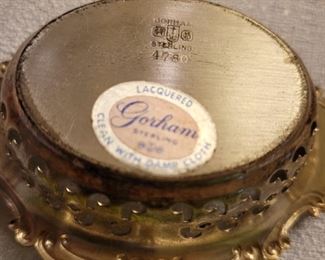 GORHAM
STERLING
4780
LACQUERED
Gorham
STERLING
CLEAN WITH DAMP CLOTH